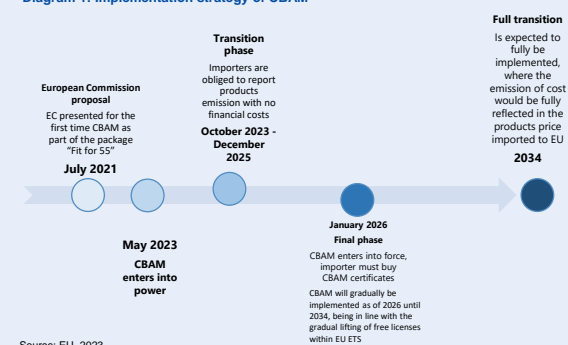 Diagram 1: Implementation strategy of CBAM
European Commission
proposal
EC presented for the
first time CBAM as
part of the package
"Fit for 55"
July 2021
May 2023
CBAM
enters into
power
Transition
phase
Importers are
obliged to report
products
emission with no
financial costs
October 2023 -
December
2025
January 2026
Final phase
CBAM enters into force,
importer must buy
CBAM certificates
CBAM will gradually be
implemented as of 2026 until
2034, being in line with the
gradual lifting of free licenses
within EU ETS
Full transition
Is expected to
fully be
implemented,
where the
emission of cost
would be fully
reflected in the
products price
imported to EU
2034
Source: EU, 2023